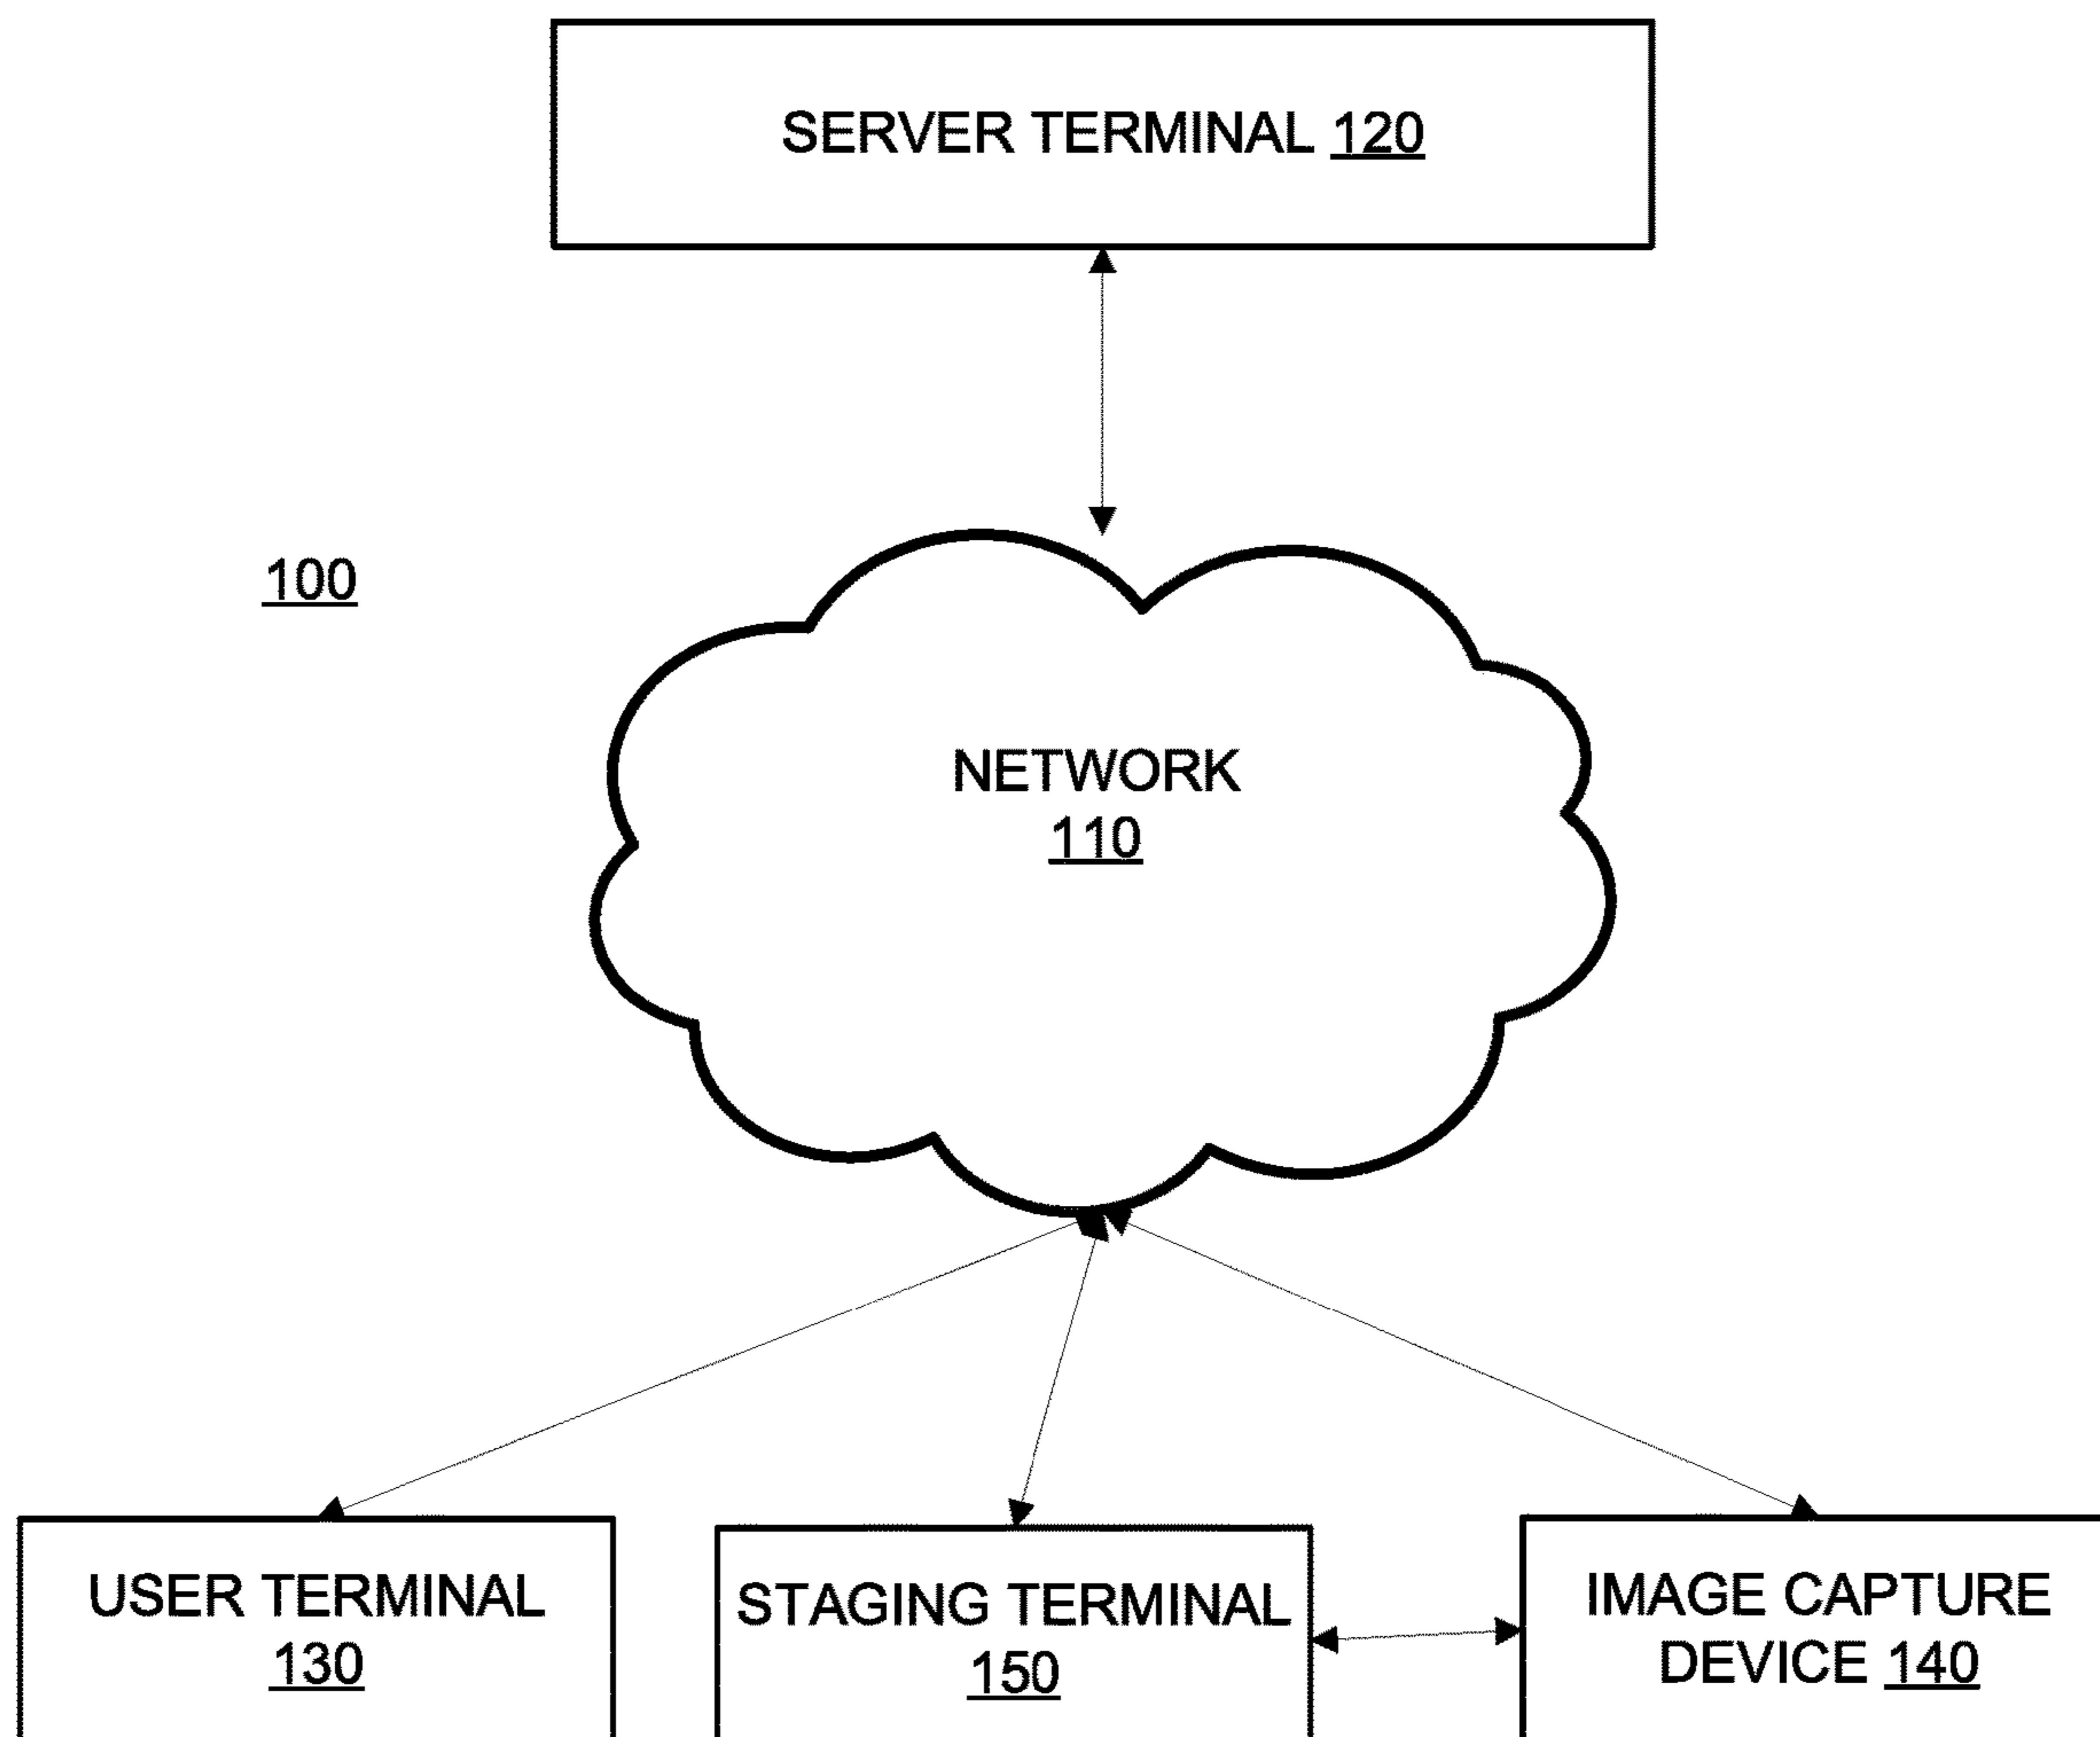 SERVER TERMINAL 120
100
NETWORK
110
USER TERMINAL
130
STAGING TERMINAL
150
IMAGE CAPTURE
DEVICE 140